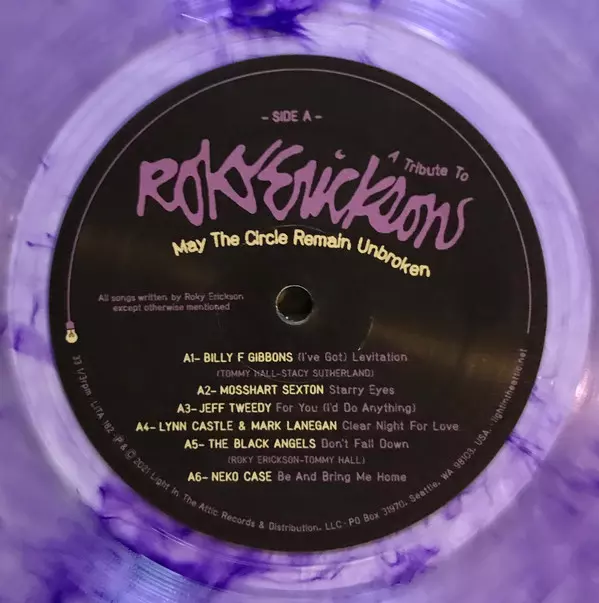 - SIDE A -
A Tribute To
Roky Erickson
May The Circle Remain Unbroken
All songs written by Roky Erickson
except otherwise mentioned
A1- BILLY F GIBBONS (I've Got) Levitation
(TOMMY HALL-STACY SUTHERLAND)
A2- MOSSHART SEXTON Starry Eyes
A3- JEFF TWEEDY For You (I'd Do Anything)
A4- LYNN CASTLE & MARK LANEGAN Clear Night For Love
A5- THE BLACK ANGELS Don't Fall Down
(ROKY ERICKSON-TOMMY HALL)
A6- NEKO CASE Be And Bring Me Home
33 1/3rpm LITA 182 ℗ & © 2021 Light In The Attic Records & Distribution, LLC · PO Box 31970, Seattle, WA 98103, USA. lightintheattic.net